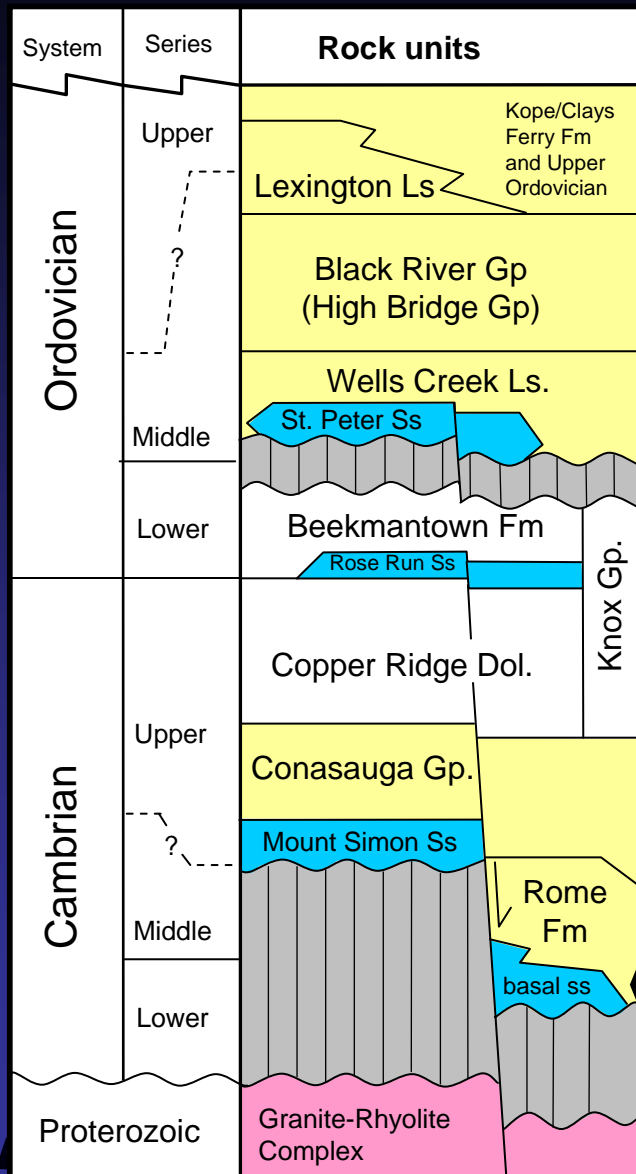 System
Series
Rock units
Ordovician
Upper
?
Middle
Lower
Kope/Clays
Ferry Fm
and Upper
Ordovician
Lexington Ls
Black River Gp
(High Bridge Gp)
Wells Creek Ls.
St. Peter Ss
Beekmantown Fm
Rose Run Ss
Knox Gp.
Cambrian
Upper
?
Middle
Lower
Copper Ridge Dol.
Conasauga Gp.
Mount Simon Ss
Rome
Fm
basal ss
Proterozoic
Granite-Rhyolite
Complex